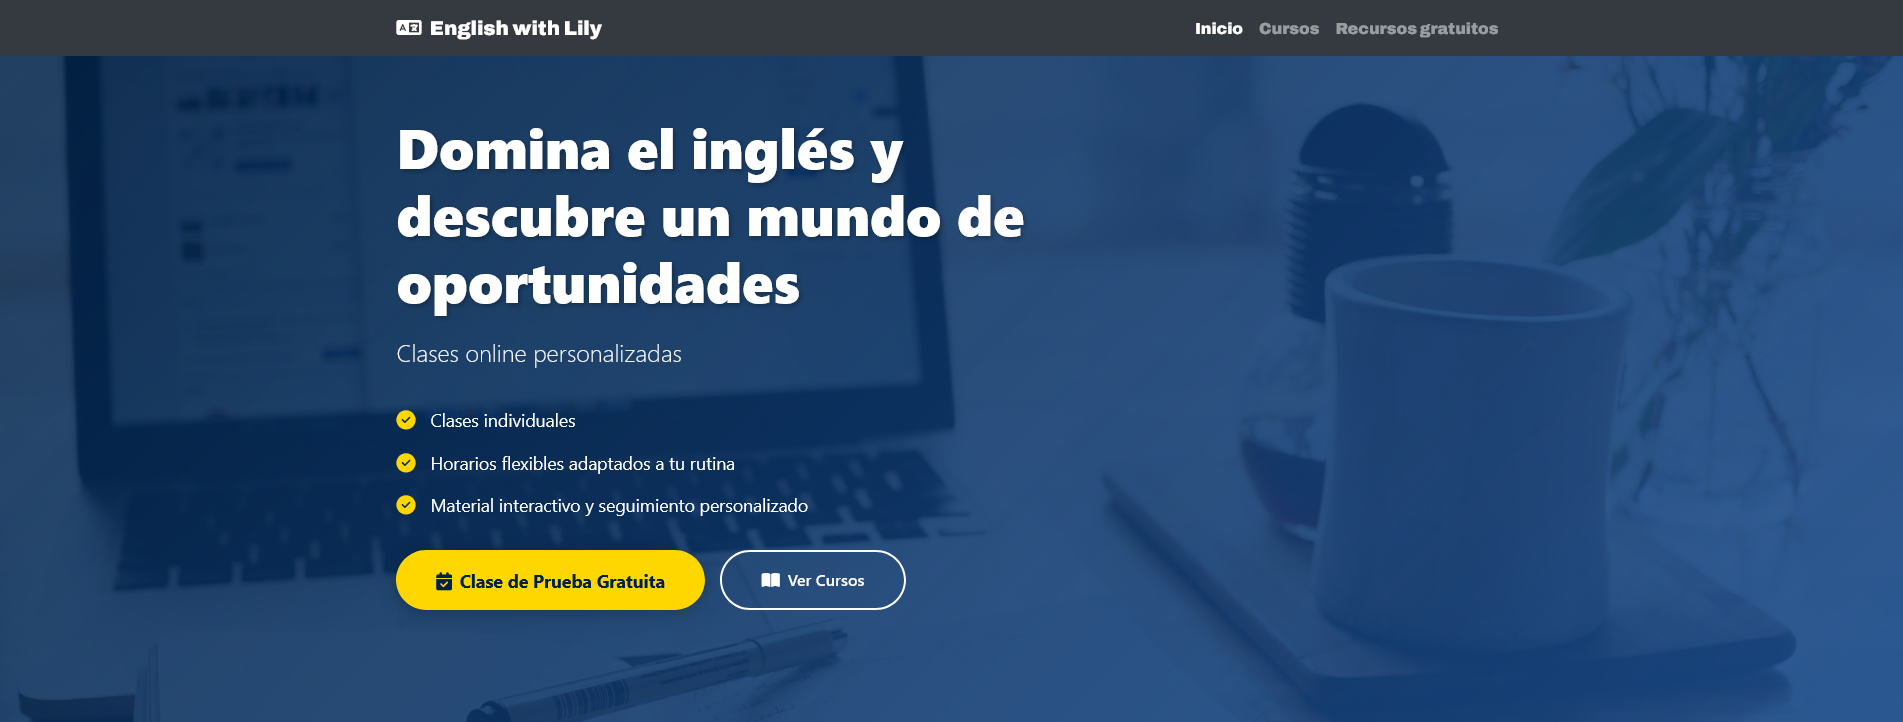 English with Lily
Inicio
Cursos
Recursos gratuitos
Domina el inglés y
descubre un mundo de
oportunidades
Clases online personalizadas
Clases individuales
Horarios flexibles adaptados a tu rutina
Material interactivo y seguimiento personalizado
Clase de Prueba Gratuita
Ver Cursos